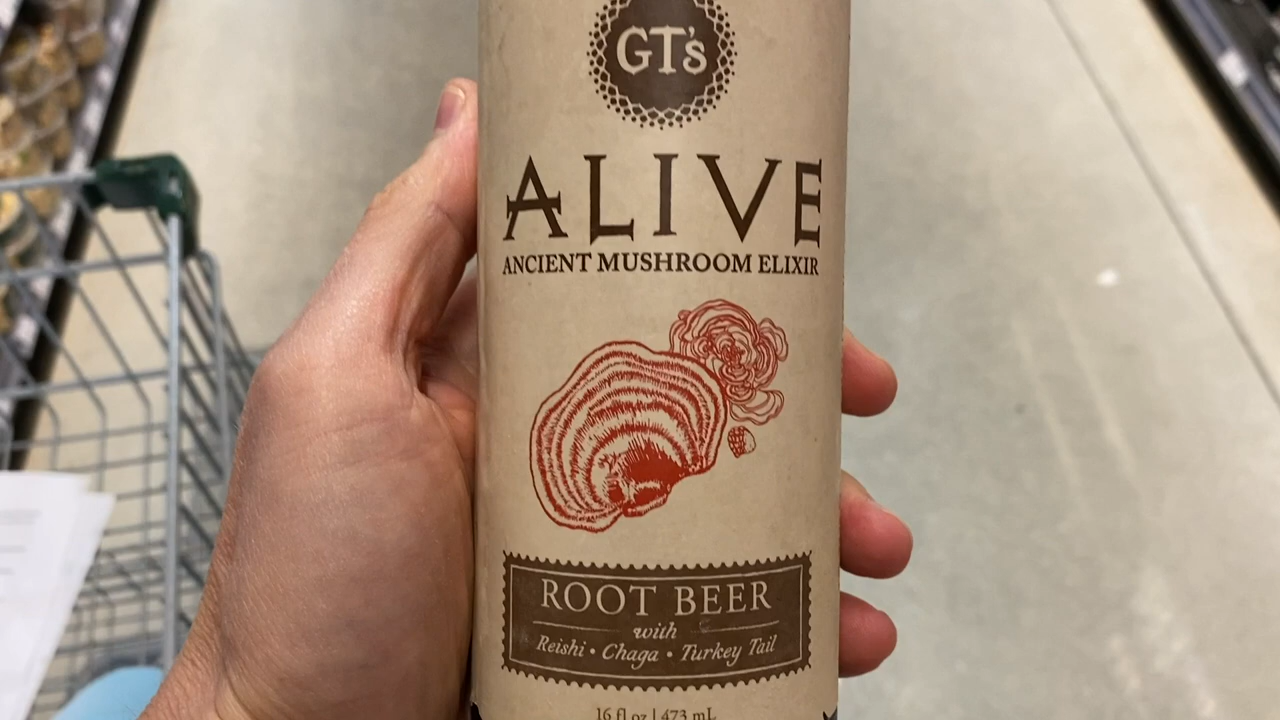 GT's
ALIVE
ANCIENT MUSHROOM ELIXIR
ROOT BEER
with
Reishi • Chaga • Turkey Tail
16 fl oz | 473 mL